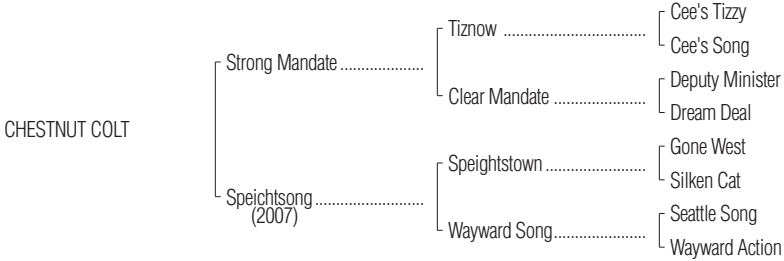 Cee's Tizzy
Tiznow ..................................
Cee's Song
Strong Mandate ....................
Deputy Minister
Clear Mandate ......................
Dream Deal
CHESTNUT COLT
Gone West
Speightstown ........................
Silken Cat
Speichtsong ..........................
(2007)
Seattle Song
Wayward Song ......................
Wayward Action